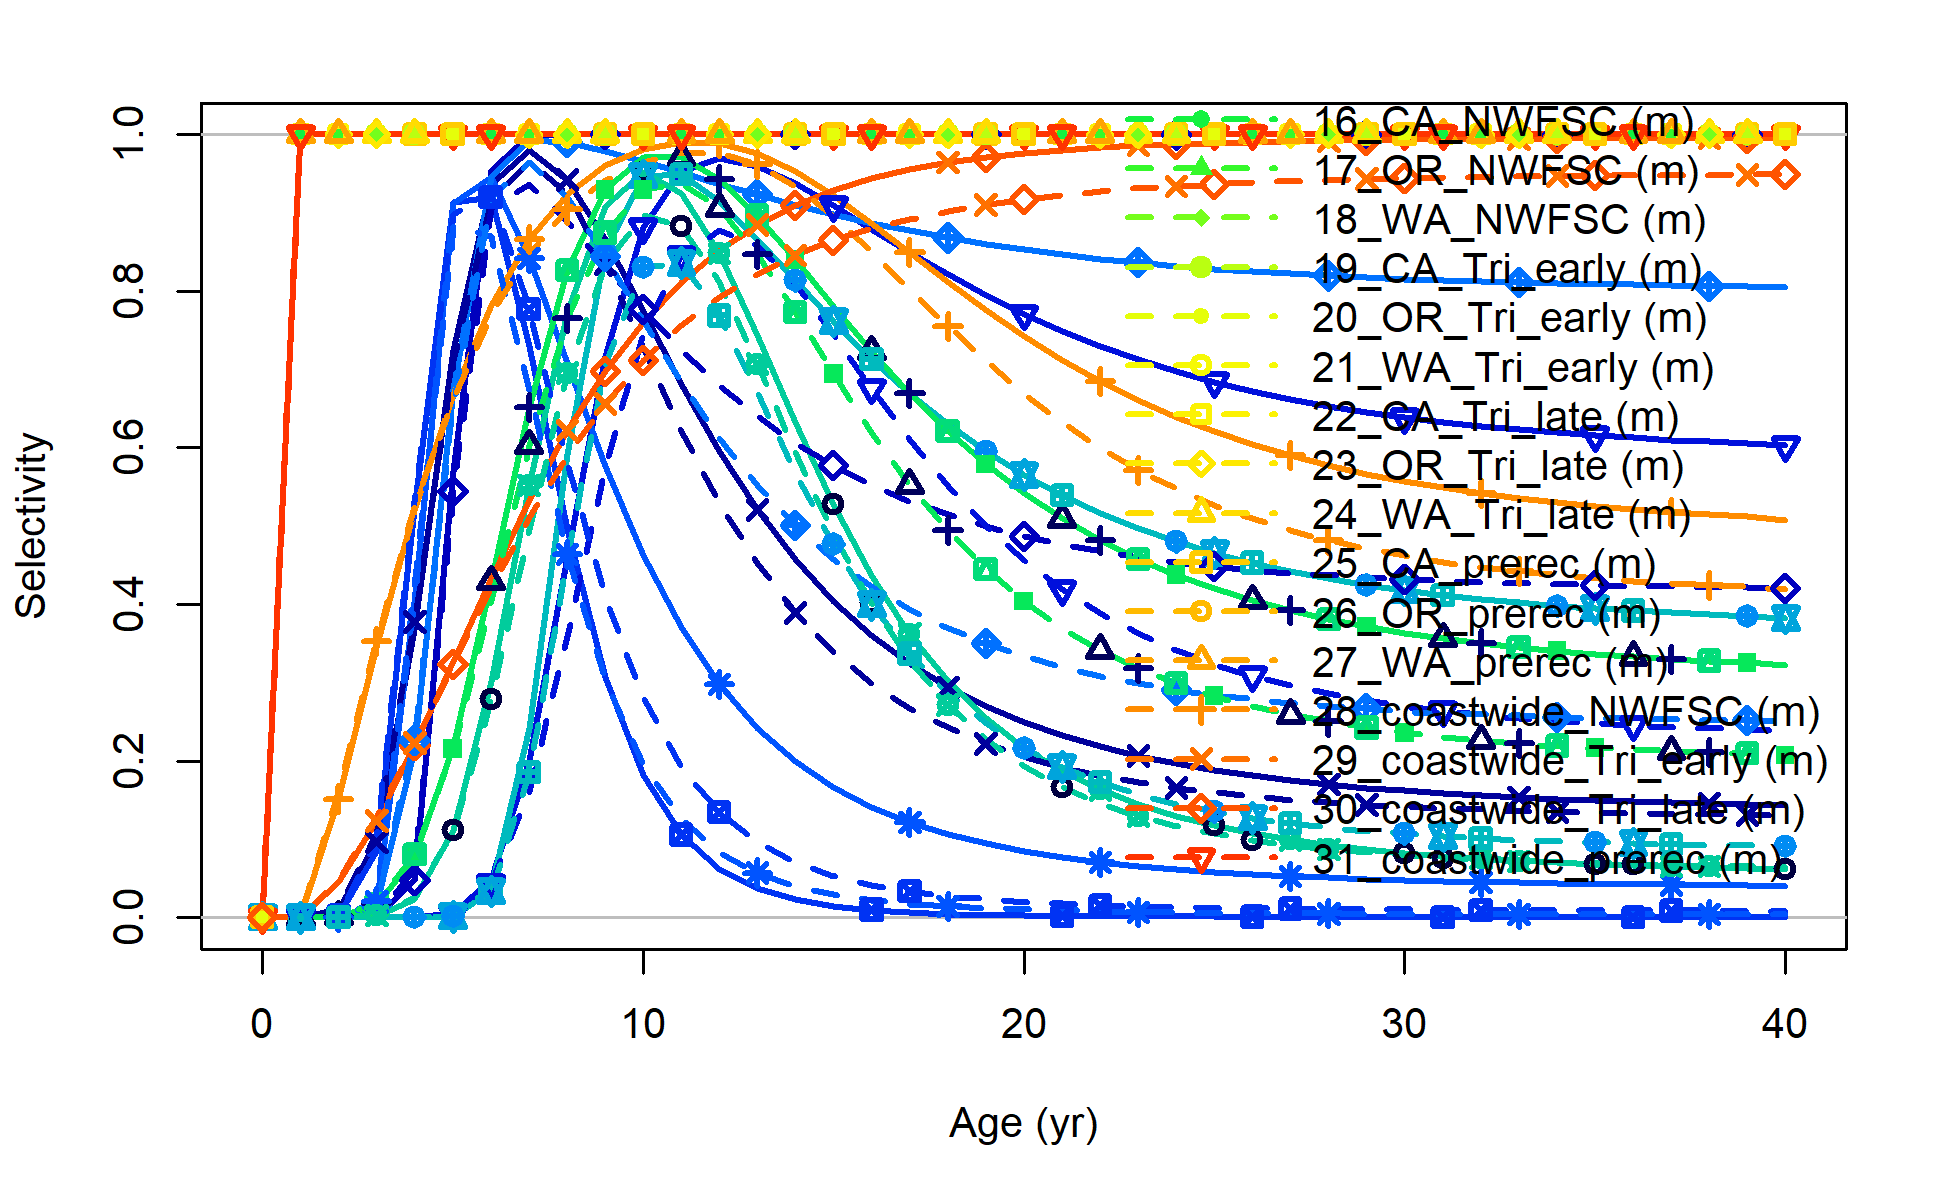 16_CA_NWFSC (m)
17_OR_NWFSC (m)
18_WA_NWFSC (m)
19_CA_Tri_early (m)
20_OR_Tri_early (m)
21_WA_Tri_early (m)
22_CA_Tri_late (m)
23_OR_Tri_late (m)
24_WA_Tri_late (m)
25_CA_prerec (m)
26_OR_prerec (m)
27_WA_prerec (m)
28_coastwide_NWFSC (m)
29_coastwide_Tri_early (m)
30_coastwide_Tri_late (m)
31_coastwide_prerec (m)
1.0
0.8
0.6
0.4
0.2
0.0
Selectivity
0 10 20 30 40
Age (yr)